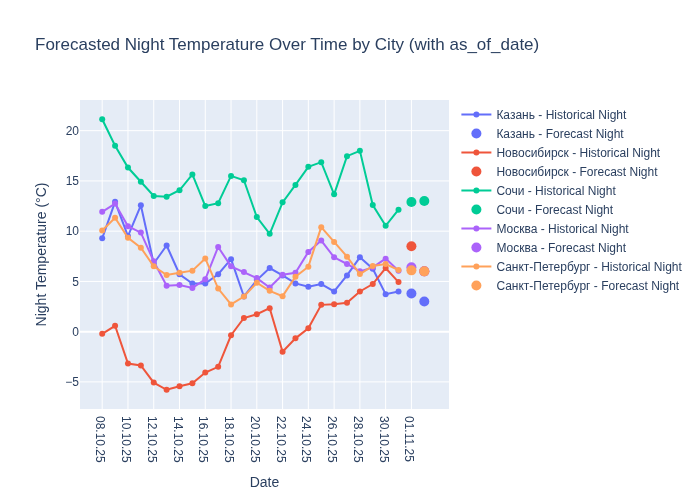 Forecasted Night Temperature Over Time by City (with as_of_date)
Night Temperature (°C)
20
15
10
5
0
−5
08.10.25
10.10.25
12.10.25
14.10.25
16.10.25
18.10.25
20.10.25
22.10.25
24.10.25
26.10.25
28.10.25
30.10.25
01.11.25
Date
Казань - Historical Night
Казань - Forecast Night
Новосибирск - Historical Night
Новосибирск - Forecast Night
Сочи - Historical Night
Сочи - Forecast Night
Москва - Historical Night
Москва - Forecast Night
Санкт-Петербург - Historical Night
Санкт-Петербург - Forecast Night